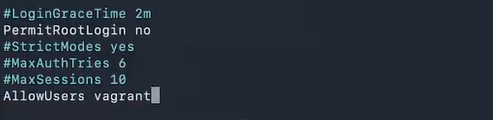 #LoginGraceTime 2m
PermitRootLogin no
#StrictModes yes
#MaxAuthTries 6
#MaxSessions 10
AllowUsers vagrant